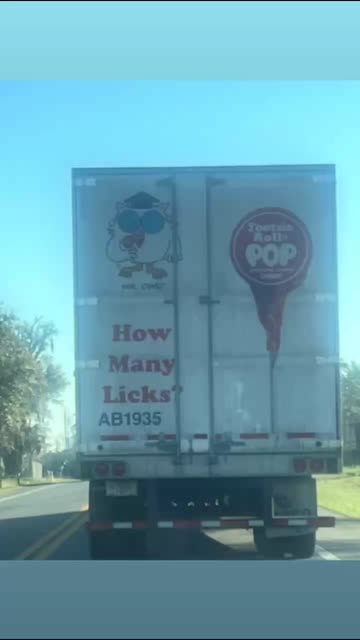 MR. OWL
Tootsie
Roll
POP
How
Many
Licks?
AB1935